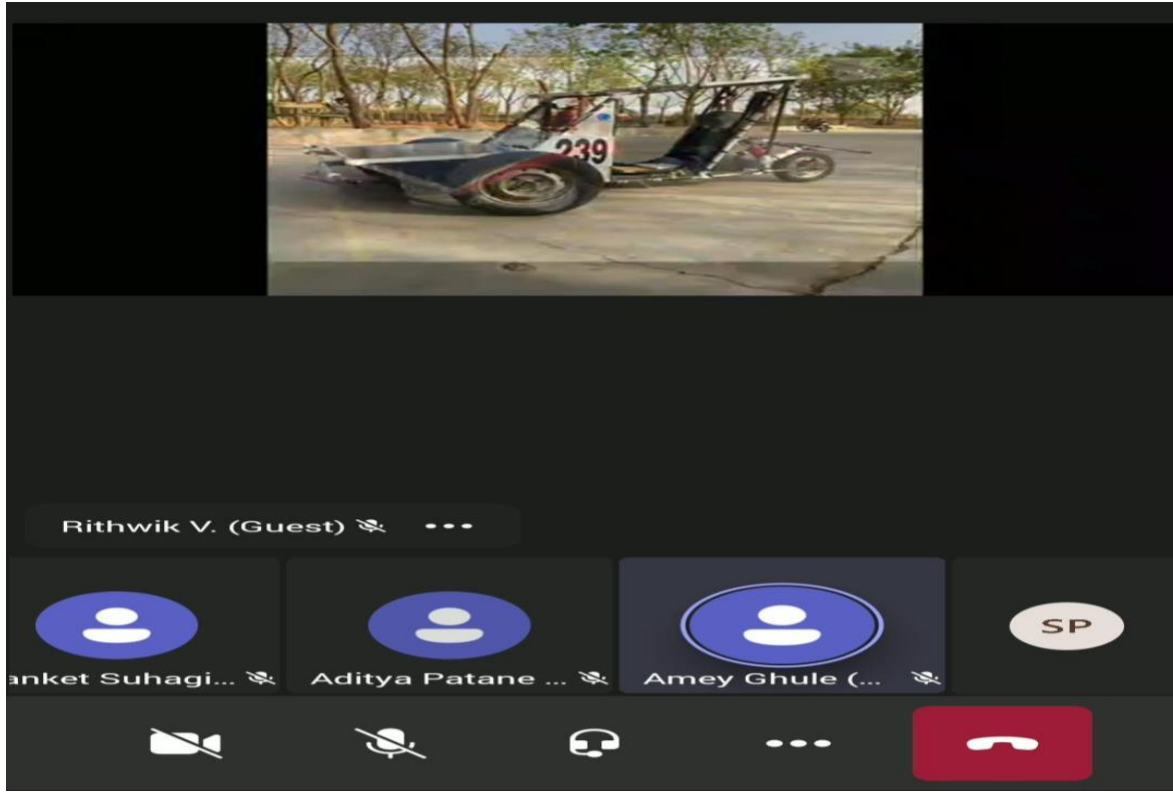 239
Rithwik V. (Guest)
anket Suhagi... Aditya Patane ... Amey Ghule (... SP